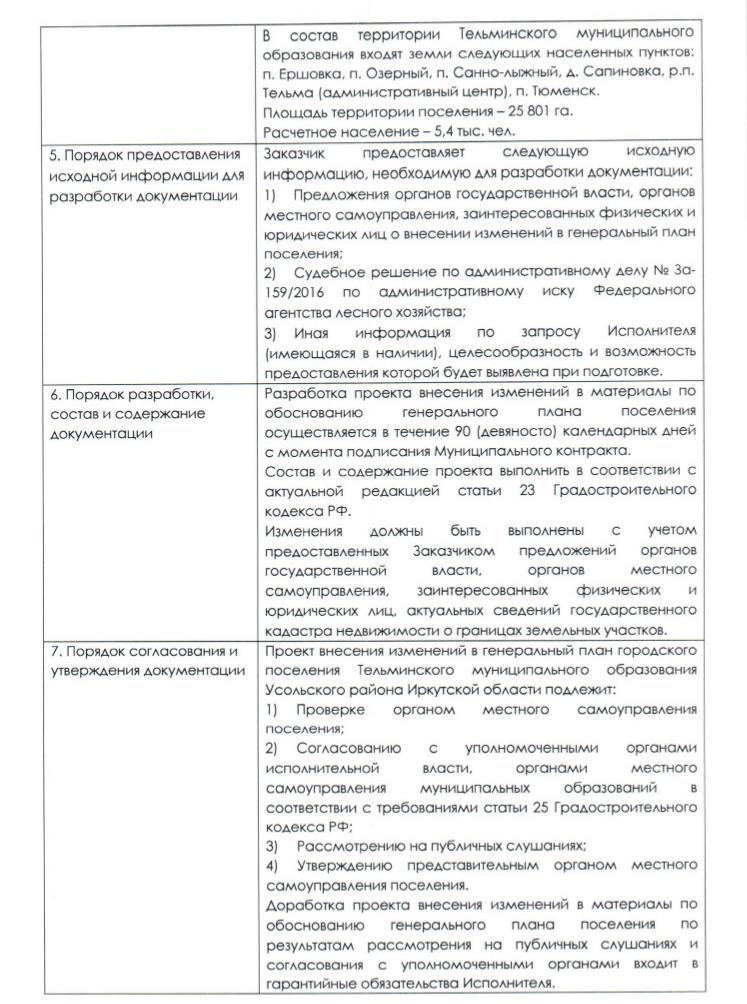 В состав территории Тельминского муниципального
образования входят земли следующих населенных пунктов:
п. Ершовка, п. Озерный, п. Санно-лыжный, д. Сапиновка, р.п.
Тельма (административный центр), п. Тюменск.
Площадь территории поселения – 25 801 га.
Расчетное население – 5,4 тыс. чел.
5. Порядок предоставления
исходной информации для
разработки документации
Заказчик предоставляет следующую исходную
информацию, необходимую для разработки документации:
1) Предложения органов государственной власти, органов
местного самоуправления, заинтересованных физических и
юридических лиц о внесении изменений в генеральный план
поселения;
2) Судебное решение по административному делу № 3а-
159/2016 по административному иску Федерального
агентства лесного хозяйства;
3) Иная информация по запросу Исполнителя
(имеющаяся в наличии), целесообразность и возможность
предоставления которой будет выявлена при подготовке.
6. Порядок разработки,
состав и содержание
документации
Разработка проекта внесения изменений в материалы по
обоснованию генерального плана поселения
осуществляется в течение 90 (девяносто) календарных дней
с момента подписания Муниципального контракта.
Состав и содержание проекта выполнить в соответствии с
актуальной редакцией статьи 23 Градостроительного
кодекса РФ.
Изменения должны быть выполнены с учетом
предоставленных Заказчиком предложений органов
государственной власти, органов местного
самоуправления, заинтересованных физических и
юридических лиц, актуальных сведений государственного
кадастра недвижимости о границах земельных участков.
7. Порядок согласования и
утверждения документации
Проект внесения изменений в генеральный план городского
поселения Тельминского муниципального образования
Усольского района Иркутской области подлежит:
1) Проверке органом местного самоуправления
поселения;
2) Согласованию с уполномоченными органами
исполнительной власти, органами местного
самоуправления муниципальных образований в
соответствии с требованиями статьи 25 Градостроительного
кодекса РФ;
3) Рассмотрению на публичных слушаниях;
4) Утверждению представительным органом местного
самоуправления поселения.
Доработка проекта внесения изменений в материалы по
обоснованию генерального плана поселения по
результатам рассмотрения на публичных слушаниях и
согласования с уполномоченными органами входит в
гарантийные обязательства Исполнителя.